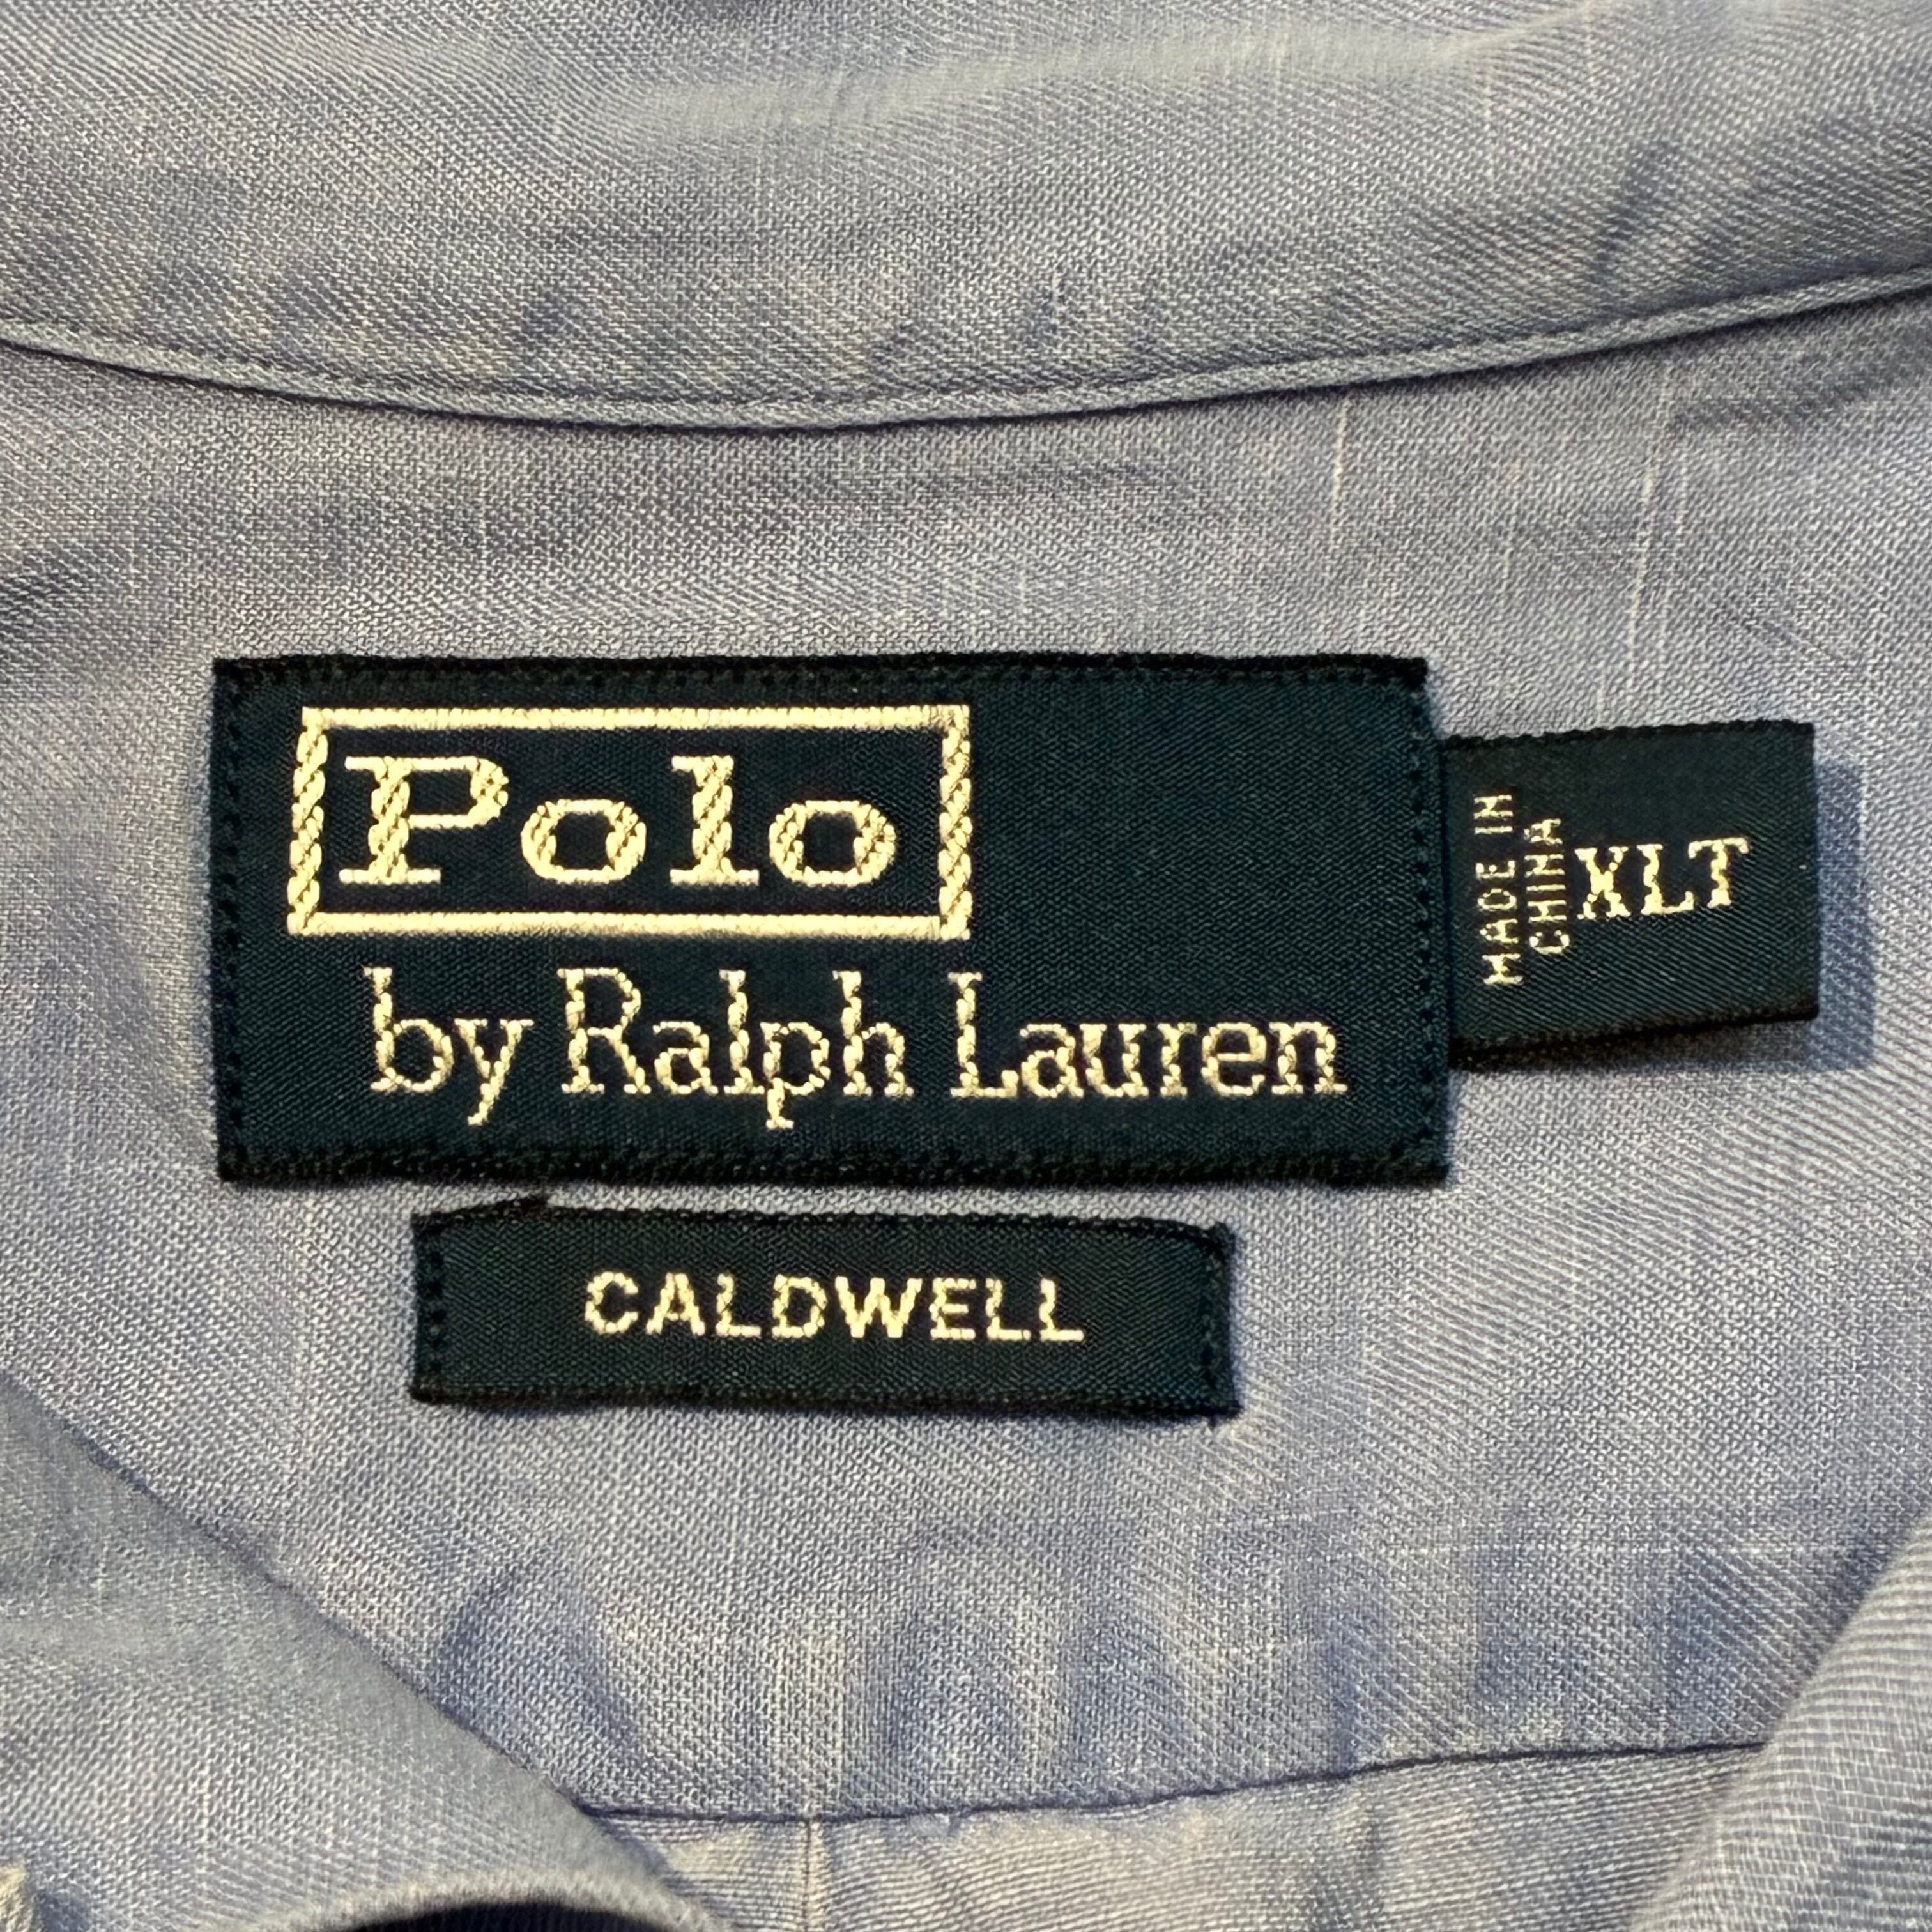 Polo
by Ralph Lauren
MADE IN
CHINA
XLT
CALDWELL